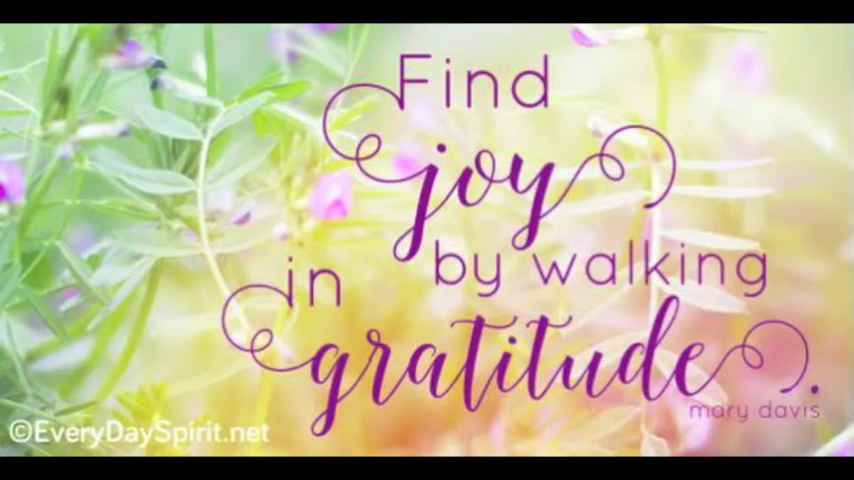 Find
joy
by walking
in
gratitude.
mary davis
©EveryDaySpirit.net